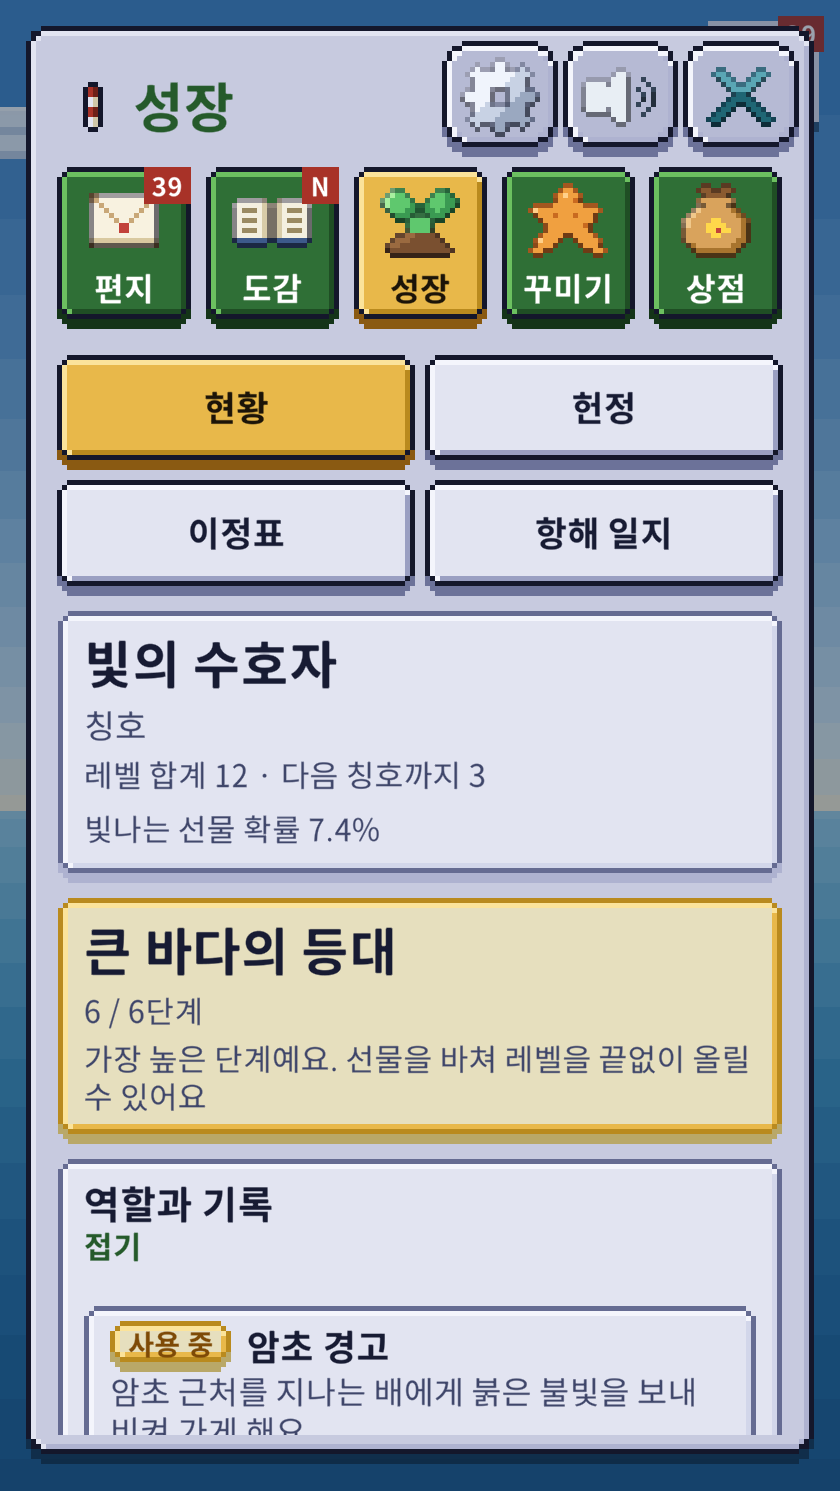 성장
39
N
편지
도감
성장
꾸미기
상점
현황
헌정
이정표
항해 일지
빛의 수호자
칭호
레벨 합계 12 · 다음 칭호까지 3
빛나는 선물 확률 7.4%
큰 바다의 등대
6 / 6단계
가장 높은 단계예요. 선물을 바쳐 레벨을 끝없이 올릴
수 있어요
역할과 기록
접기
사용 중
암초 경고
암초 근처를 지나는 배에게 붉은 불빛을 보내
비켜 가게 해요